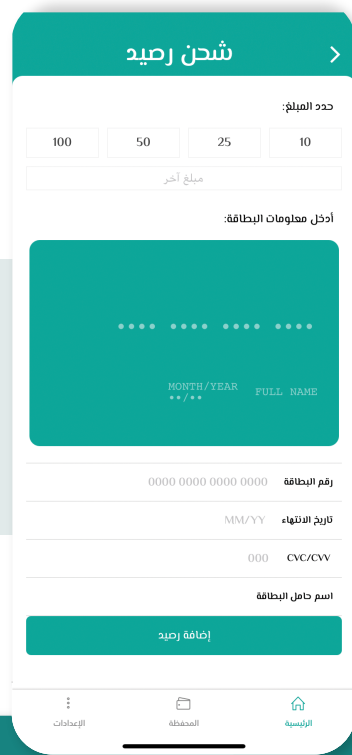 شحن رصيد
حدد المبلغ:
10 25 50 100
مبلغ آخر
أدخل معلومات البطاقة:
•••• •••• •••• ••••
MONTH/YEAR FULL NAME
••/••
رقم البطاقة 0000 0000 0000 0000
تاريخ الانتهاء MM/YY
CVC/CVV 000
اسم حامل البطاقة
إضافة رصيد
الرئيسية المحفظة الإعدادات